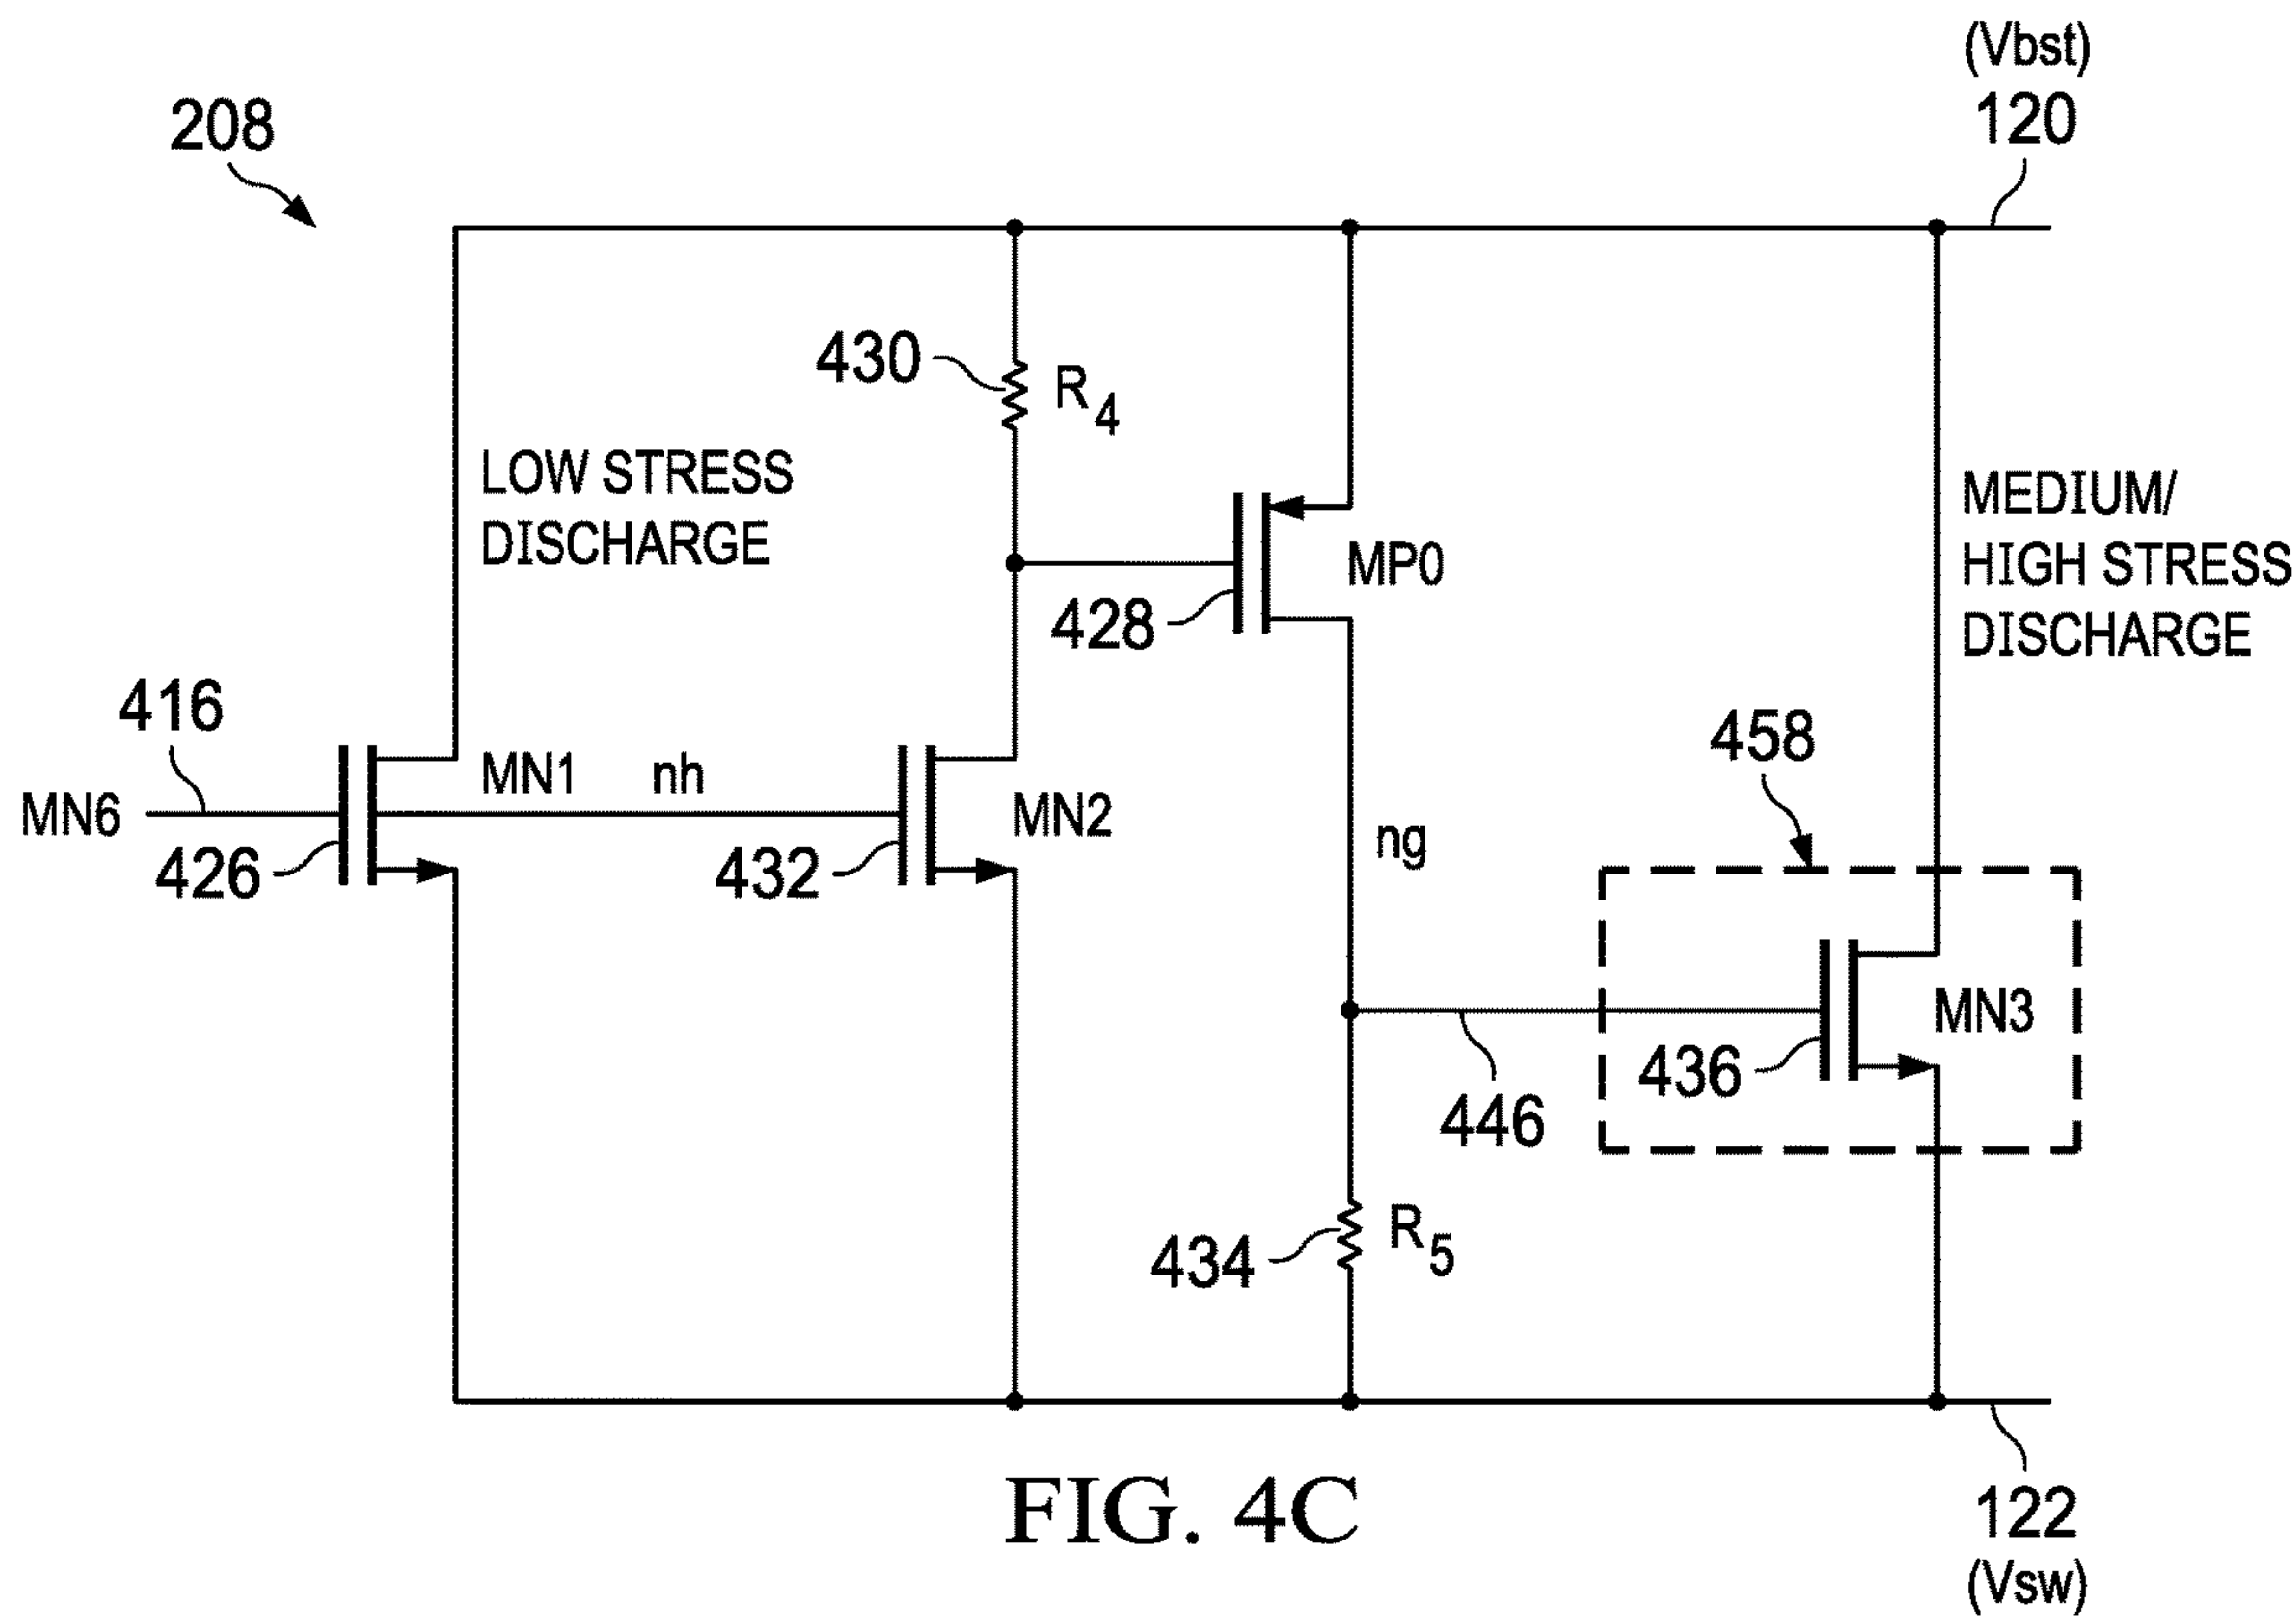 (Vbst)
120
208
430
R4
LOW STRESS
DISCHARGE
MEDIUM/
HIGH STRESS
DISCHARGE
MP0
428
416
458
MN1
nh
MN6
MN2
ng
426
432
MN3
436
446
R5
434
FIG. 4C
122
(Vsw)